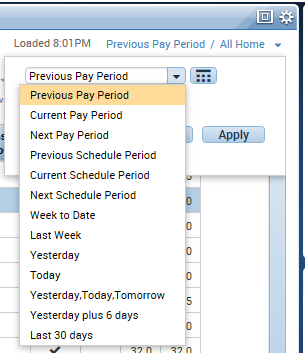 Loaded 8:01PM Previous Pay Period / All Home
Previous Pay Period
Previous Pay Period
Current Pay Period
Next Pay Period
Previous Schedule Period
Current Schedule Period
Next Schedule Period
Week to Date
Last Week
Yesterday
Today
Yesterday,Today,Tomorrow
Yesterday plus 6 days
Last 30 days
Apply
32.0 32.0